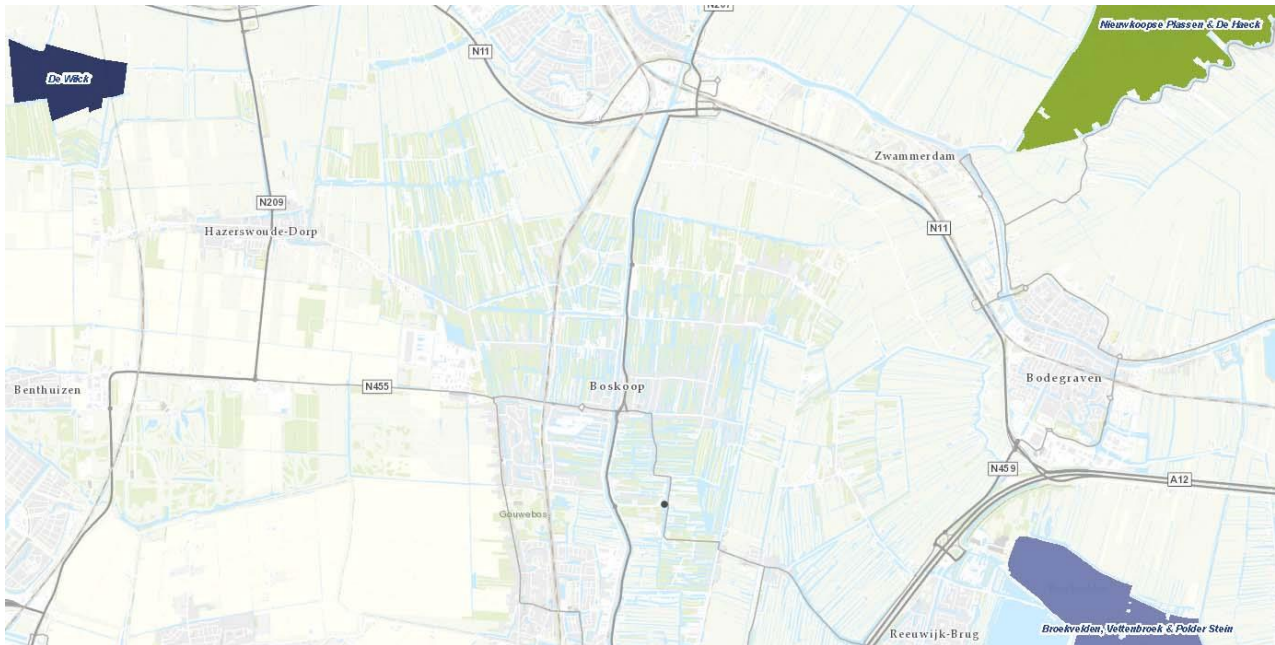 N207
Nieuwkoopse Plassen & De Haeck
N11
De Wilck
Zwammerdam
N209
Hazerswoude-Dorp
N11
Benthuizen
N455
Boskoop
Bodegraven
N459
A12
Gouwebos
Reeuwijk-Brug
Broekvelden, Vettenbroek & Polder Stein